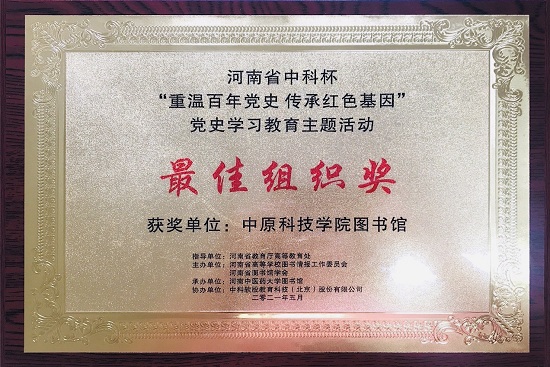 河南省中科杯
“重温百年党史 传承红色基因”
党史学习教育主题活动
最佳组织奖
获奖单位：中原科技学院图书馆
指导单位：河南省教育厅高等教育处
主办单位：河南省高等学校图书情报工作委员会
河南省图书馆学会
承办单位：河南中医药大学图书馆
协办单位：中科软股教育科技（北京）股份有限公司
二〇二一年五月